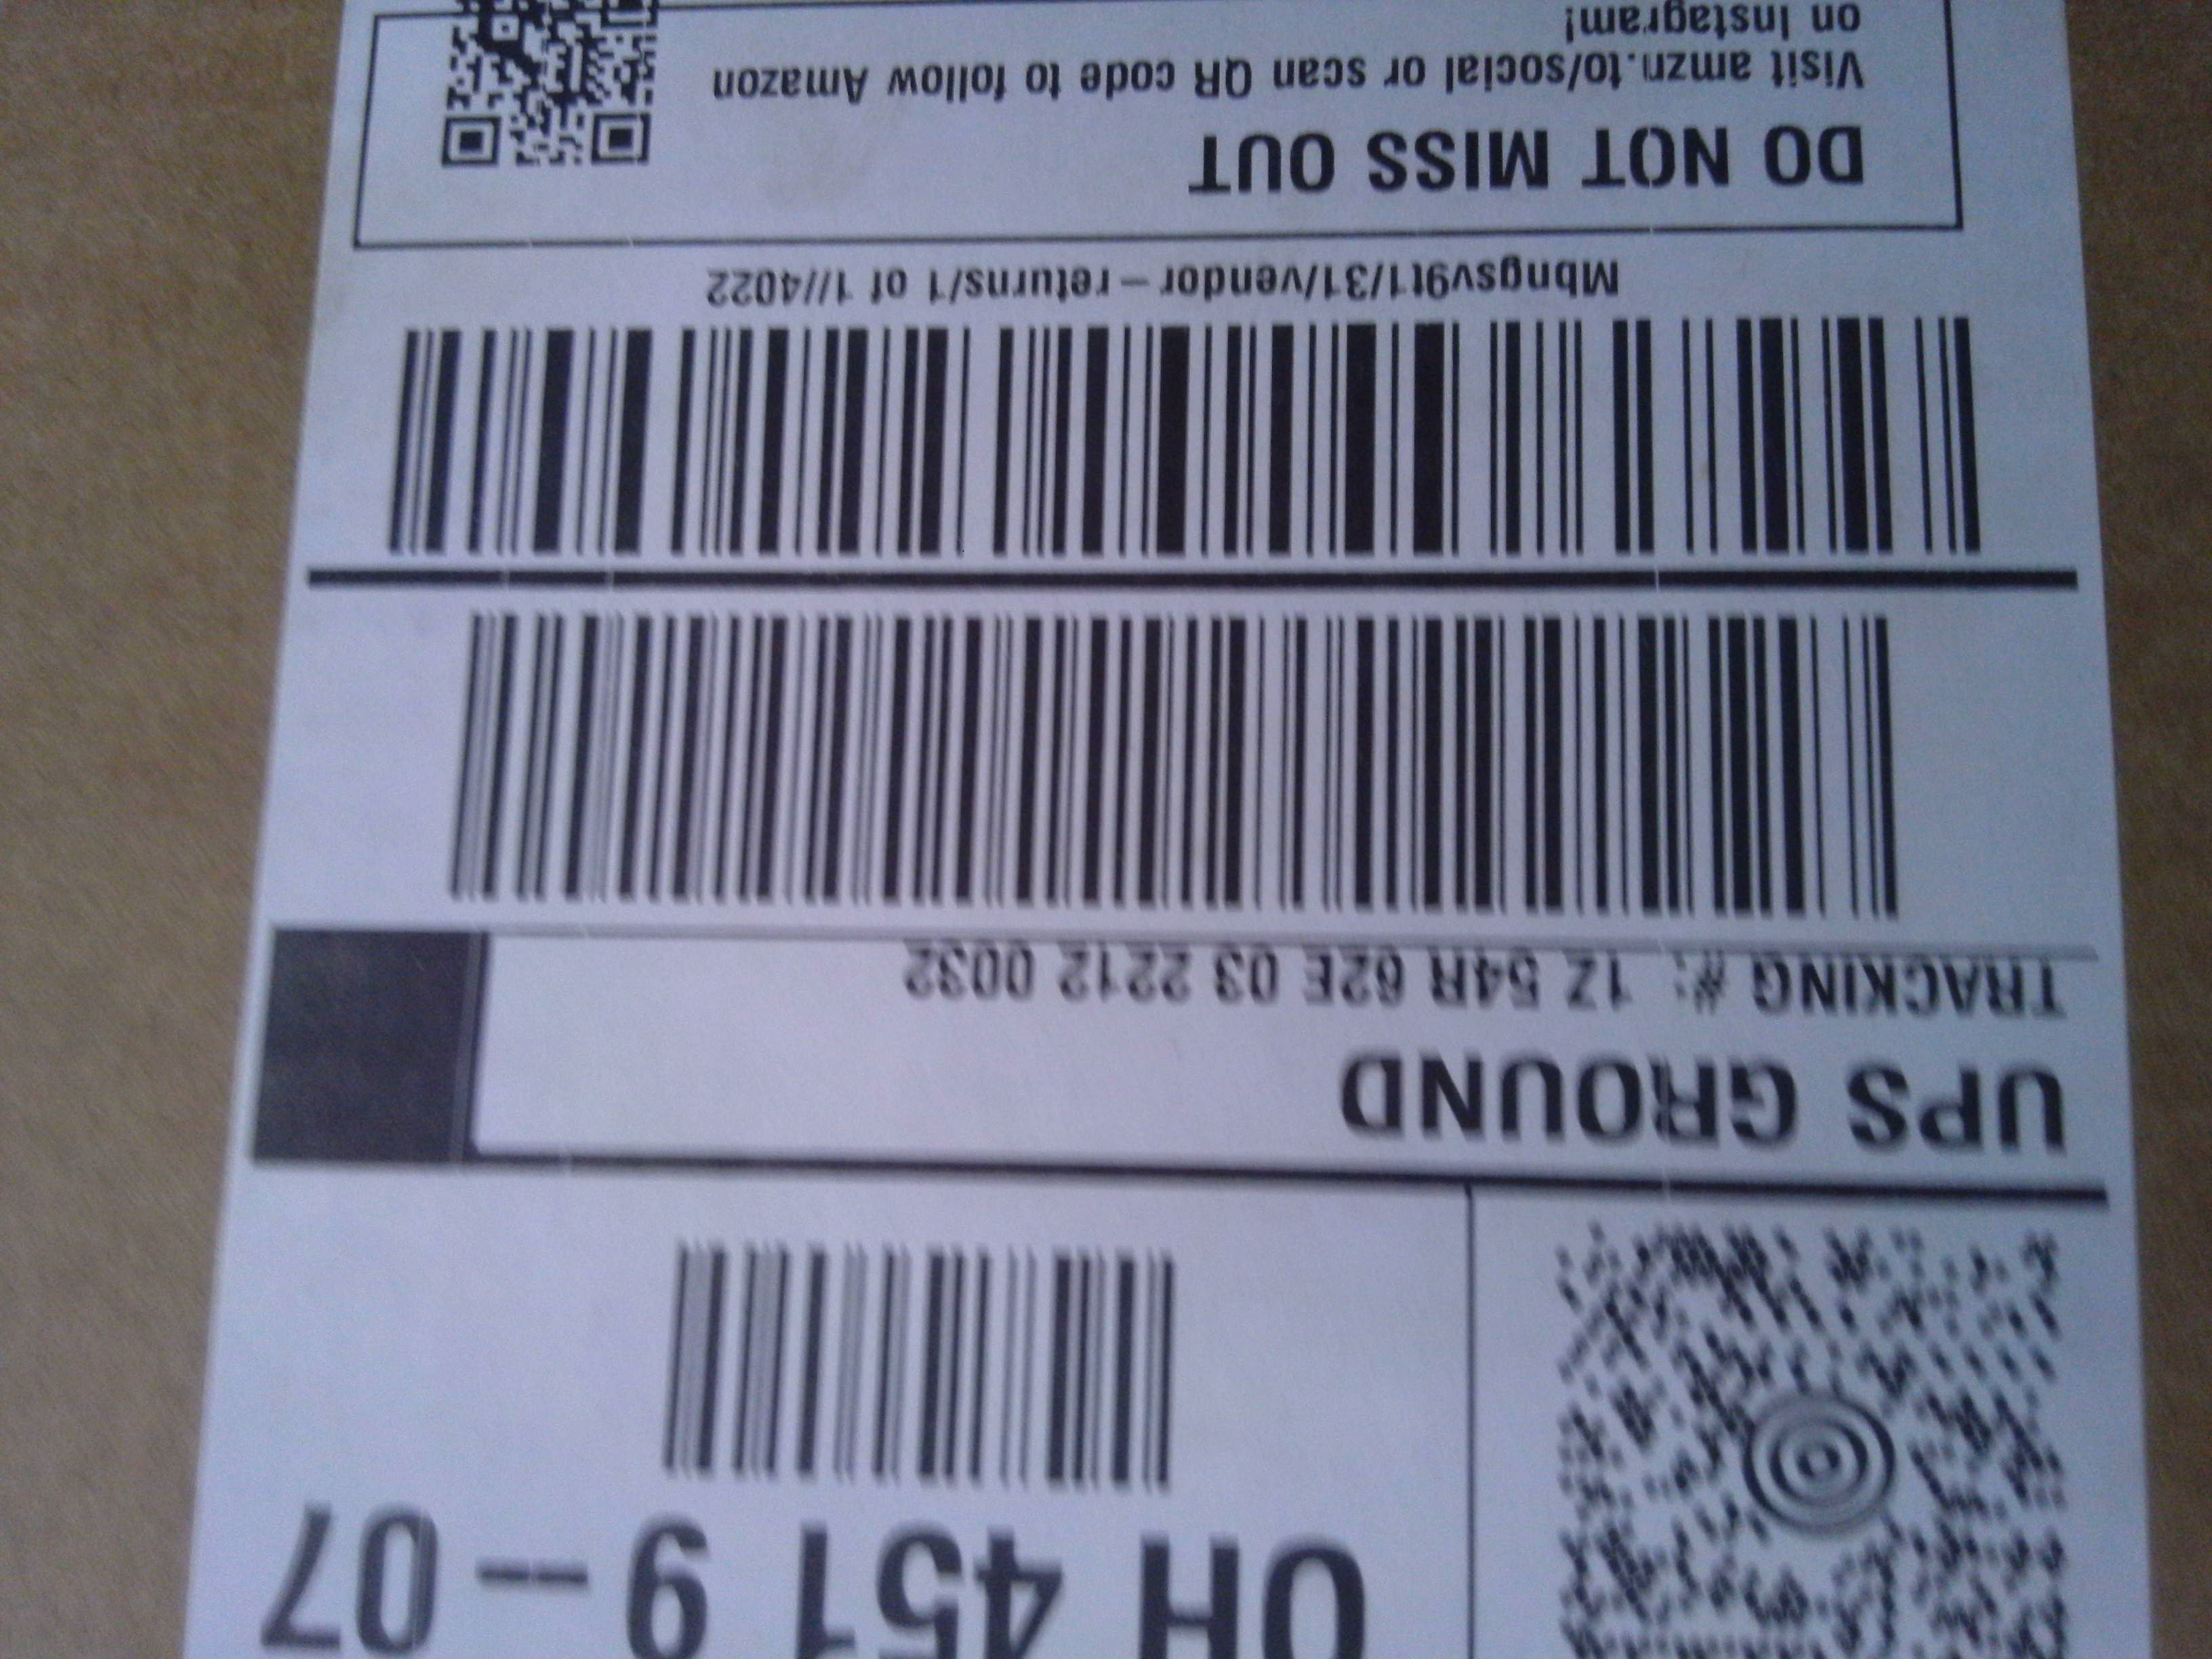 OH 451 9-07
UPS GROUND
TRACKING #: 1Z 54R 62E 03 2212 0032
Mbngsv9t1/31/vendor-returns/1 of 1//4022
DO NOT MISS OUT
Visit amzn.to/social or scan QR code to follow Amazon
on Instagram!